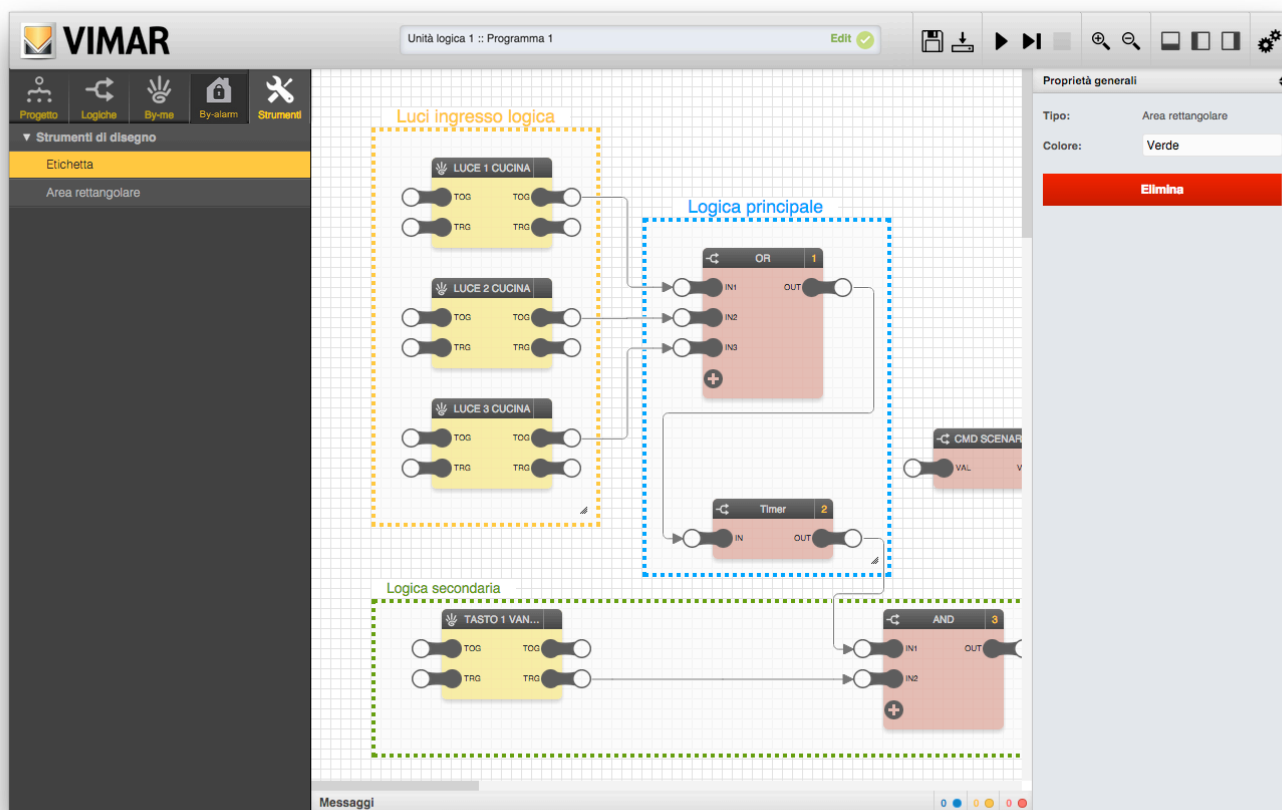 VIMAR
Unità logica 1 :: Programma 1
Edit
Progetto
Logiche
By-me
By-alarm
Strumenti
Strumenti di disegno
Etichetta
Area rettangolare
Luci ingresso logica
LUCE 1 CUCINA
TOG TOG
TRG TRG
LUCE 2 CUCINA
TOG TOG
TRG TRG
LUCE 3 CUCINA
TOG TOG
TRG TRG
Logica principale
OR 1
IN1 OUT
IN2
IN3
Timer 2
IN OUT
CMD SCENAR
VAL V
Logica secondaria
TASTO 1 VAN...
TOG TOG
TRG TRG
AND 3
IN1 OUT
IN2
Proprietà generali
Tipo: Area rettangolare
Colore: Verde
Elimina
Messaggi
0 0 0